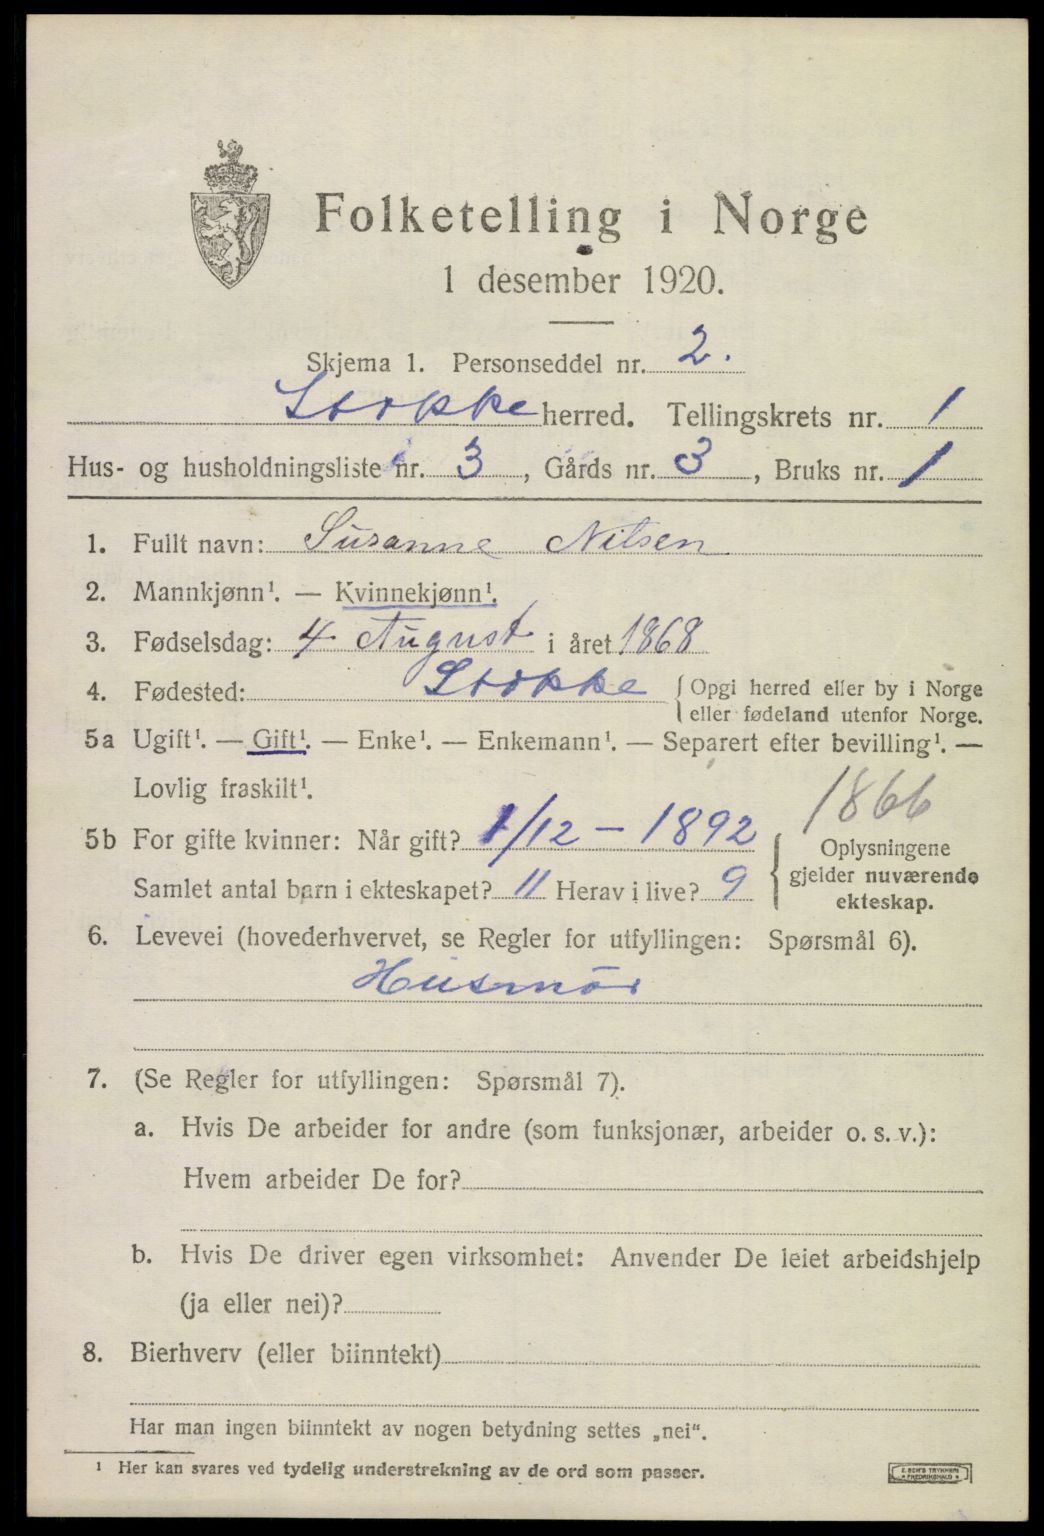 Folketelling i Norge
1 desember 1920.
Skjema 1. Personseddel nr. 2.
Stokke herred. Tellingskrets nr. 1
Hus- og husholdningsliste nr. 3, Gårds nr. 3, Bruks nr. 1
1. Fullt navn: Susanne Nilsen
2. Mannkjønn¹. — Kvinnekjønn¹.
3. Fødselsdag: 4 August i året 1868
4. Fødested: Stokke {Opgi herred eller by i Norge
eller fødeland utenfor Norge.
5a Ugift¹. — Gift¹. — Enke¹. — Enkemann¹. — Separert efter bevilling¹. —
Lovlig fraskilt¹.
1866
5b For gifte kvinner: Når gift? 1/12 - 1892
Samlet antal barn i ekteskapet? 11 Herav i live? 9
{Oplysningene
gjelder nuværende
ekteskap.
6. Levevei (hovederhvervet, se Regler for utfyllingen: Spørsmål 6).
Husmör
7. (Se Regler for utfyllingen: Spørsmål 7).
a. Hvis De arbeider for andre (som funksjonær, arbeider o. s. v.):
Hvem arbeider De for?
b. Hvis De driver egen virksomhet: Anvender De leiet arbeidshjelp
(ja eller nei)?
8. Bierhverv (eller biinntekt)
Har man ingen biinntekt av nogen betydning settes „nei“.
¹ Her kan svares ved tydelig understrekning av de ord som passer.